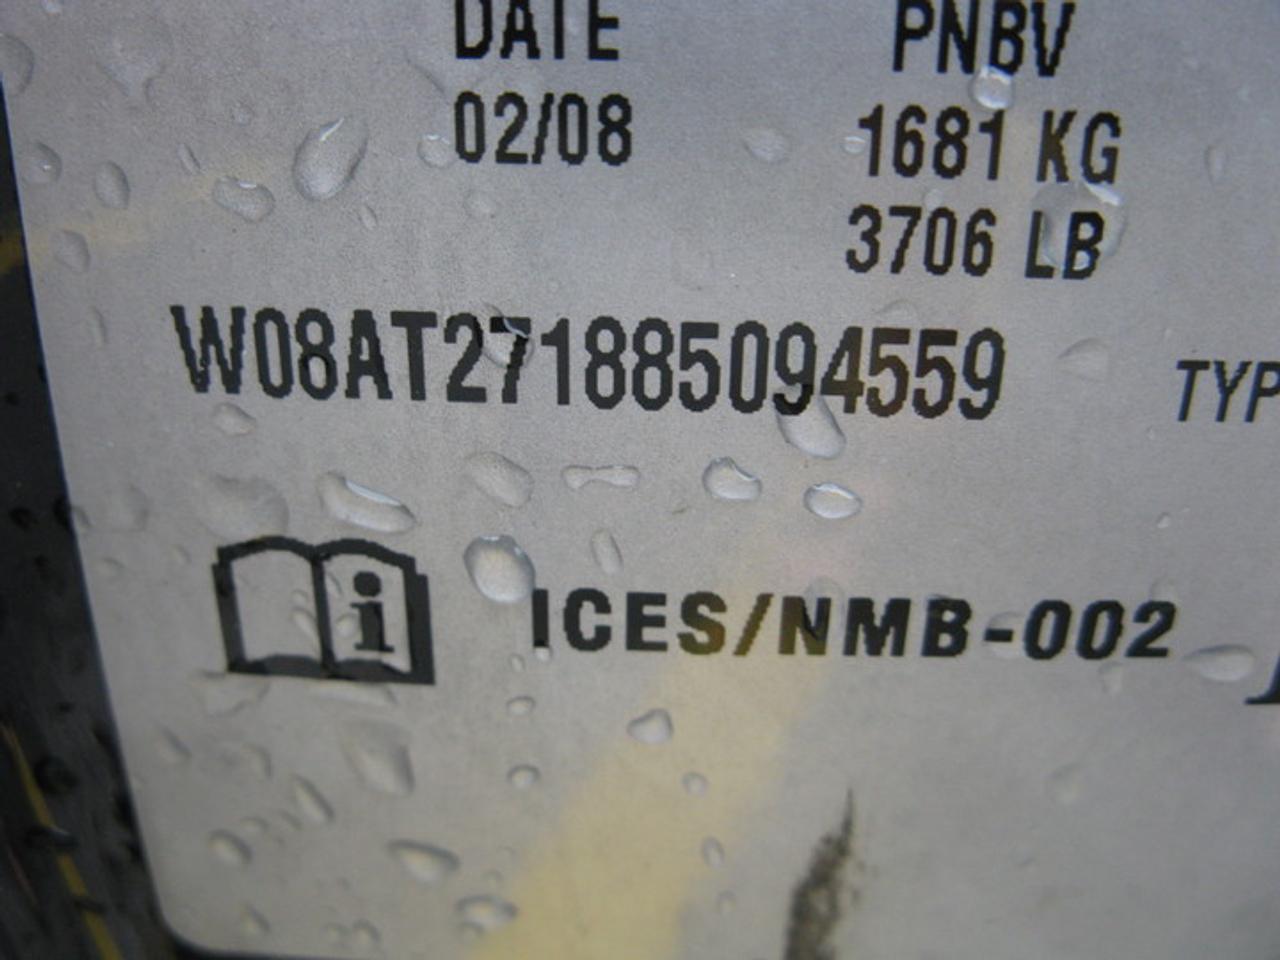 DATE PNBV
02/08 1681 KG
3706 LB
W08AT271885094559 TYP
i ICES/NMB-002